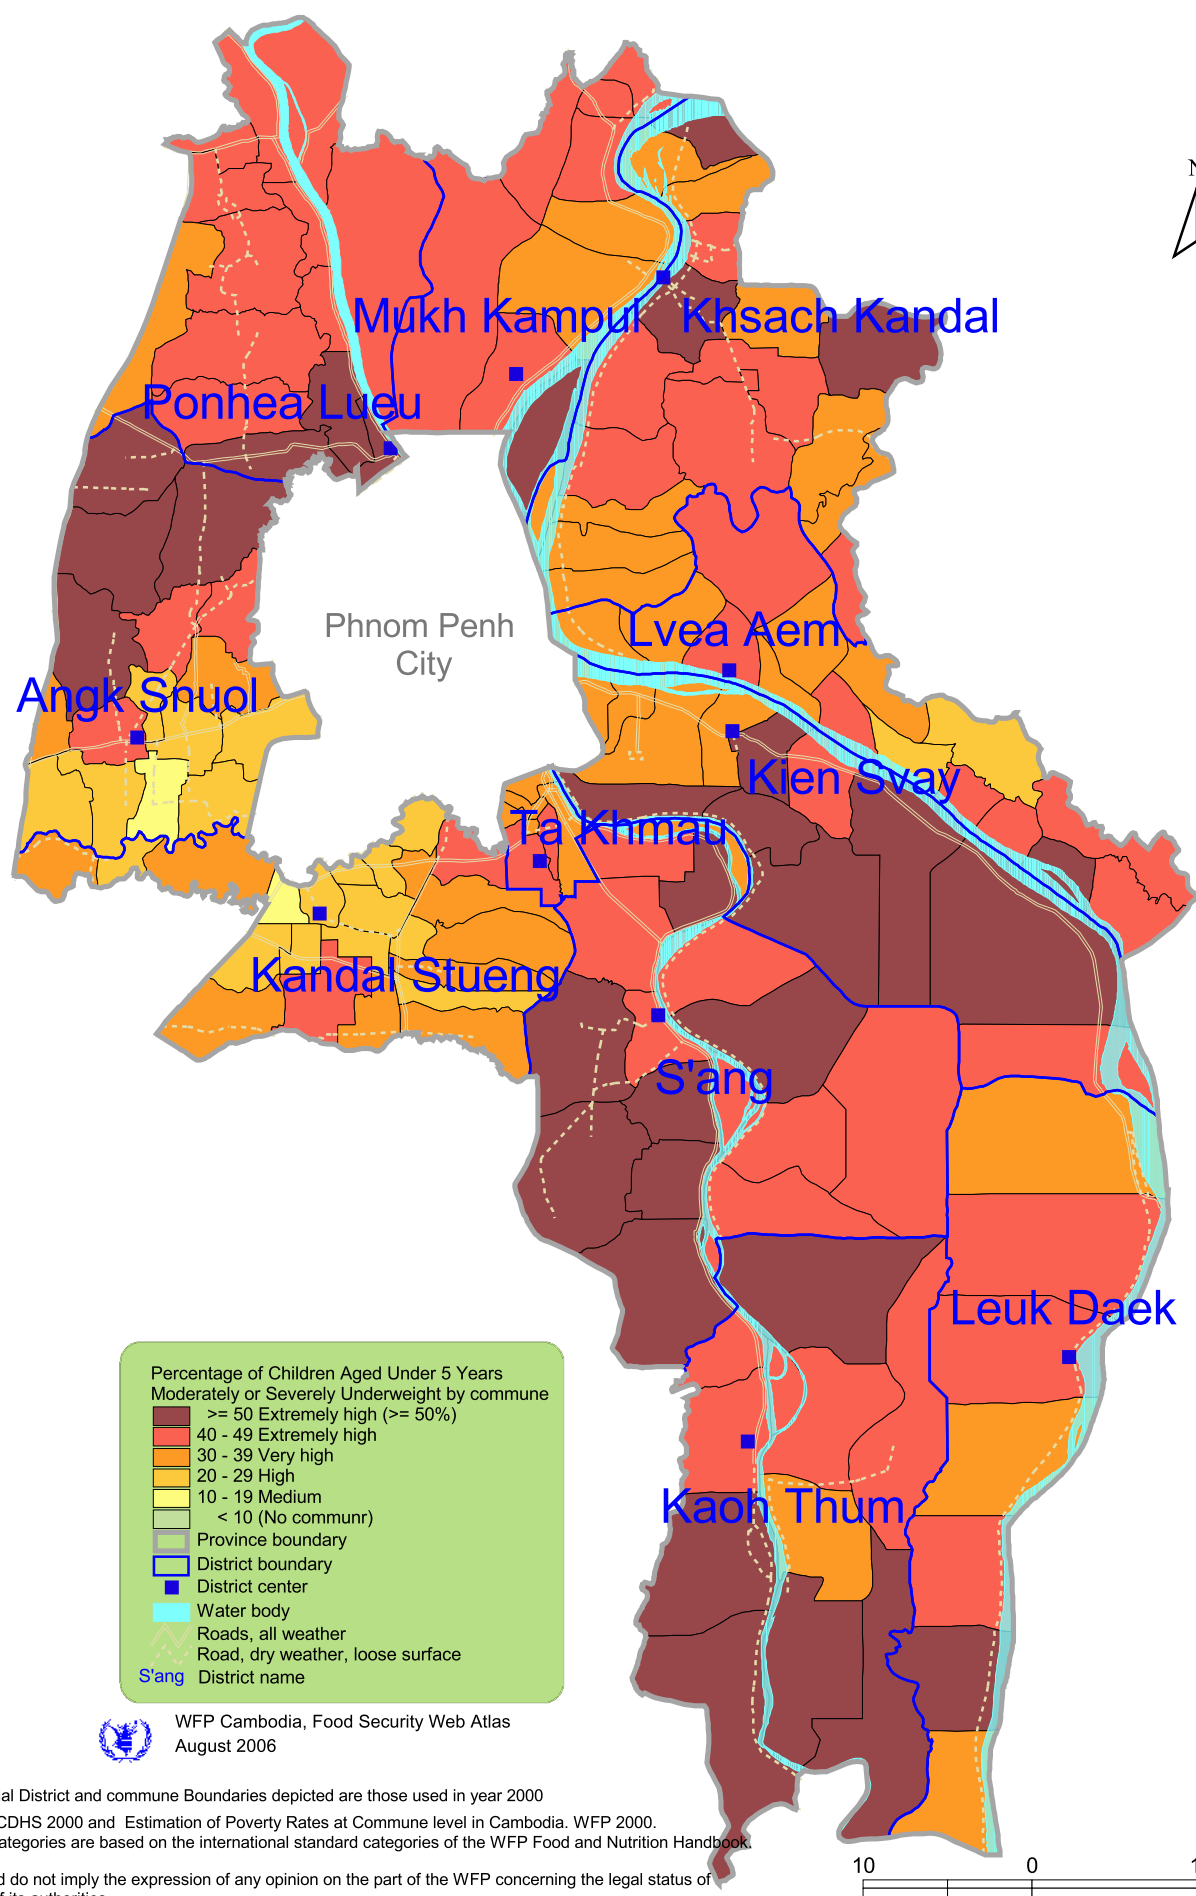 N
Mukh Kampul
Khsach Kandal
Ponhea Lueu
Phnom Penh
City
Lvea Aem
Angk Snuol
Kien Svay
Ta Khmau
Kandal Stueng
S'ang
Leuk Daek
Kaoh Thum
Percentage of Children Aged Under 5 Years
Moderately or Severely Underweight by commune
>= 50 Extremely high (>= 50%)
40 - 49 Extremely high
30 - 39 Very high
20 - 29 High
10 - 19 Medium
< 10 (No communr)
Province boundary
District boundary
District center
Water body
Roads, all weather
Road, dry weather, loose surface
S'ang District name
WFP Cambodia, Food Security Web Atlas
August 2006
al District and commune Boundaries depicted are those used in year 2000
CDHS 2000 and Estimation of Poverty Rates at Commune level in Cambodia. WFP 2000.
ategories are based on the international standard categories of the WFP Food and Nutrition Handbook.
d do not imply the expression of any opinion on the part of the WFP concerning the legal status of
10 0 1